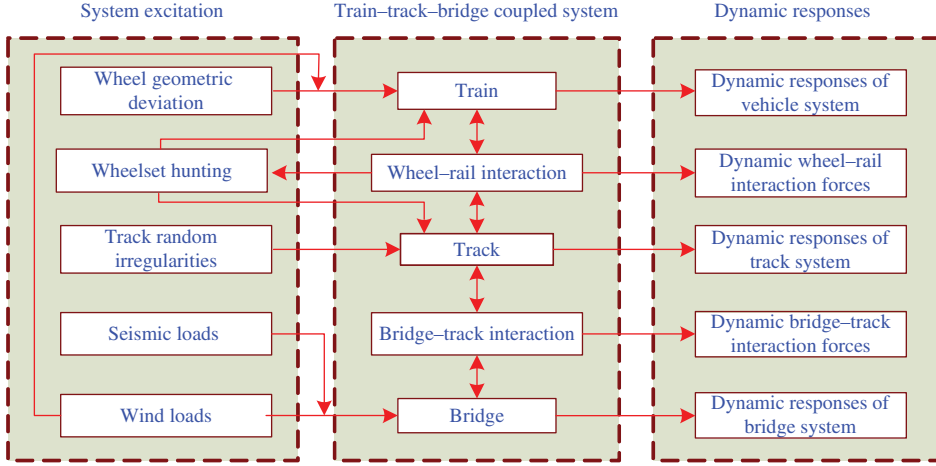 System excitation
Train–track–bridge coupled system
Dynamic responses
Wheel geometric
deviation
Train
Dynamic responses of
vehicle system
Wheelset hunting
Wheel–rail interaction
Dynamic wheel–rail
interaction forces
Track random
irregularities
Track
Dynamic responses of
track system
Seismic loads
Bridge–track interaction
Dynamic bridge–track
interaction forces
Wind loads
Bridge
Dynamic responses of
bridge system